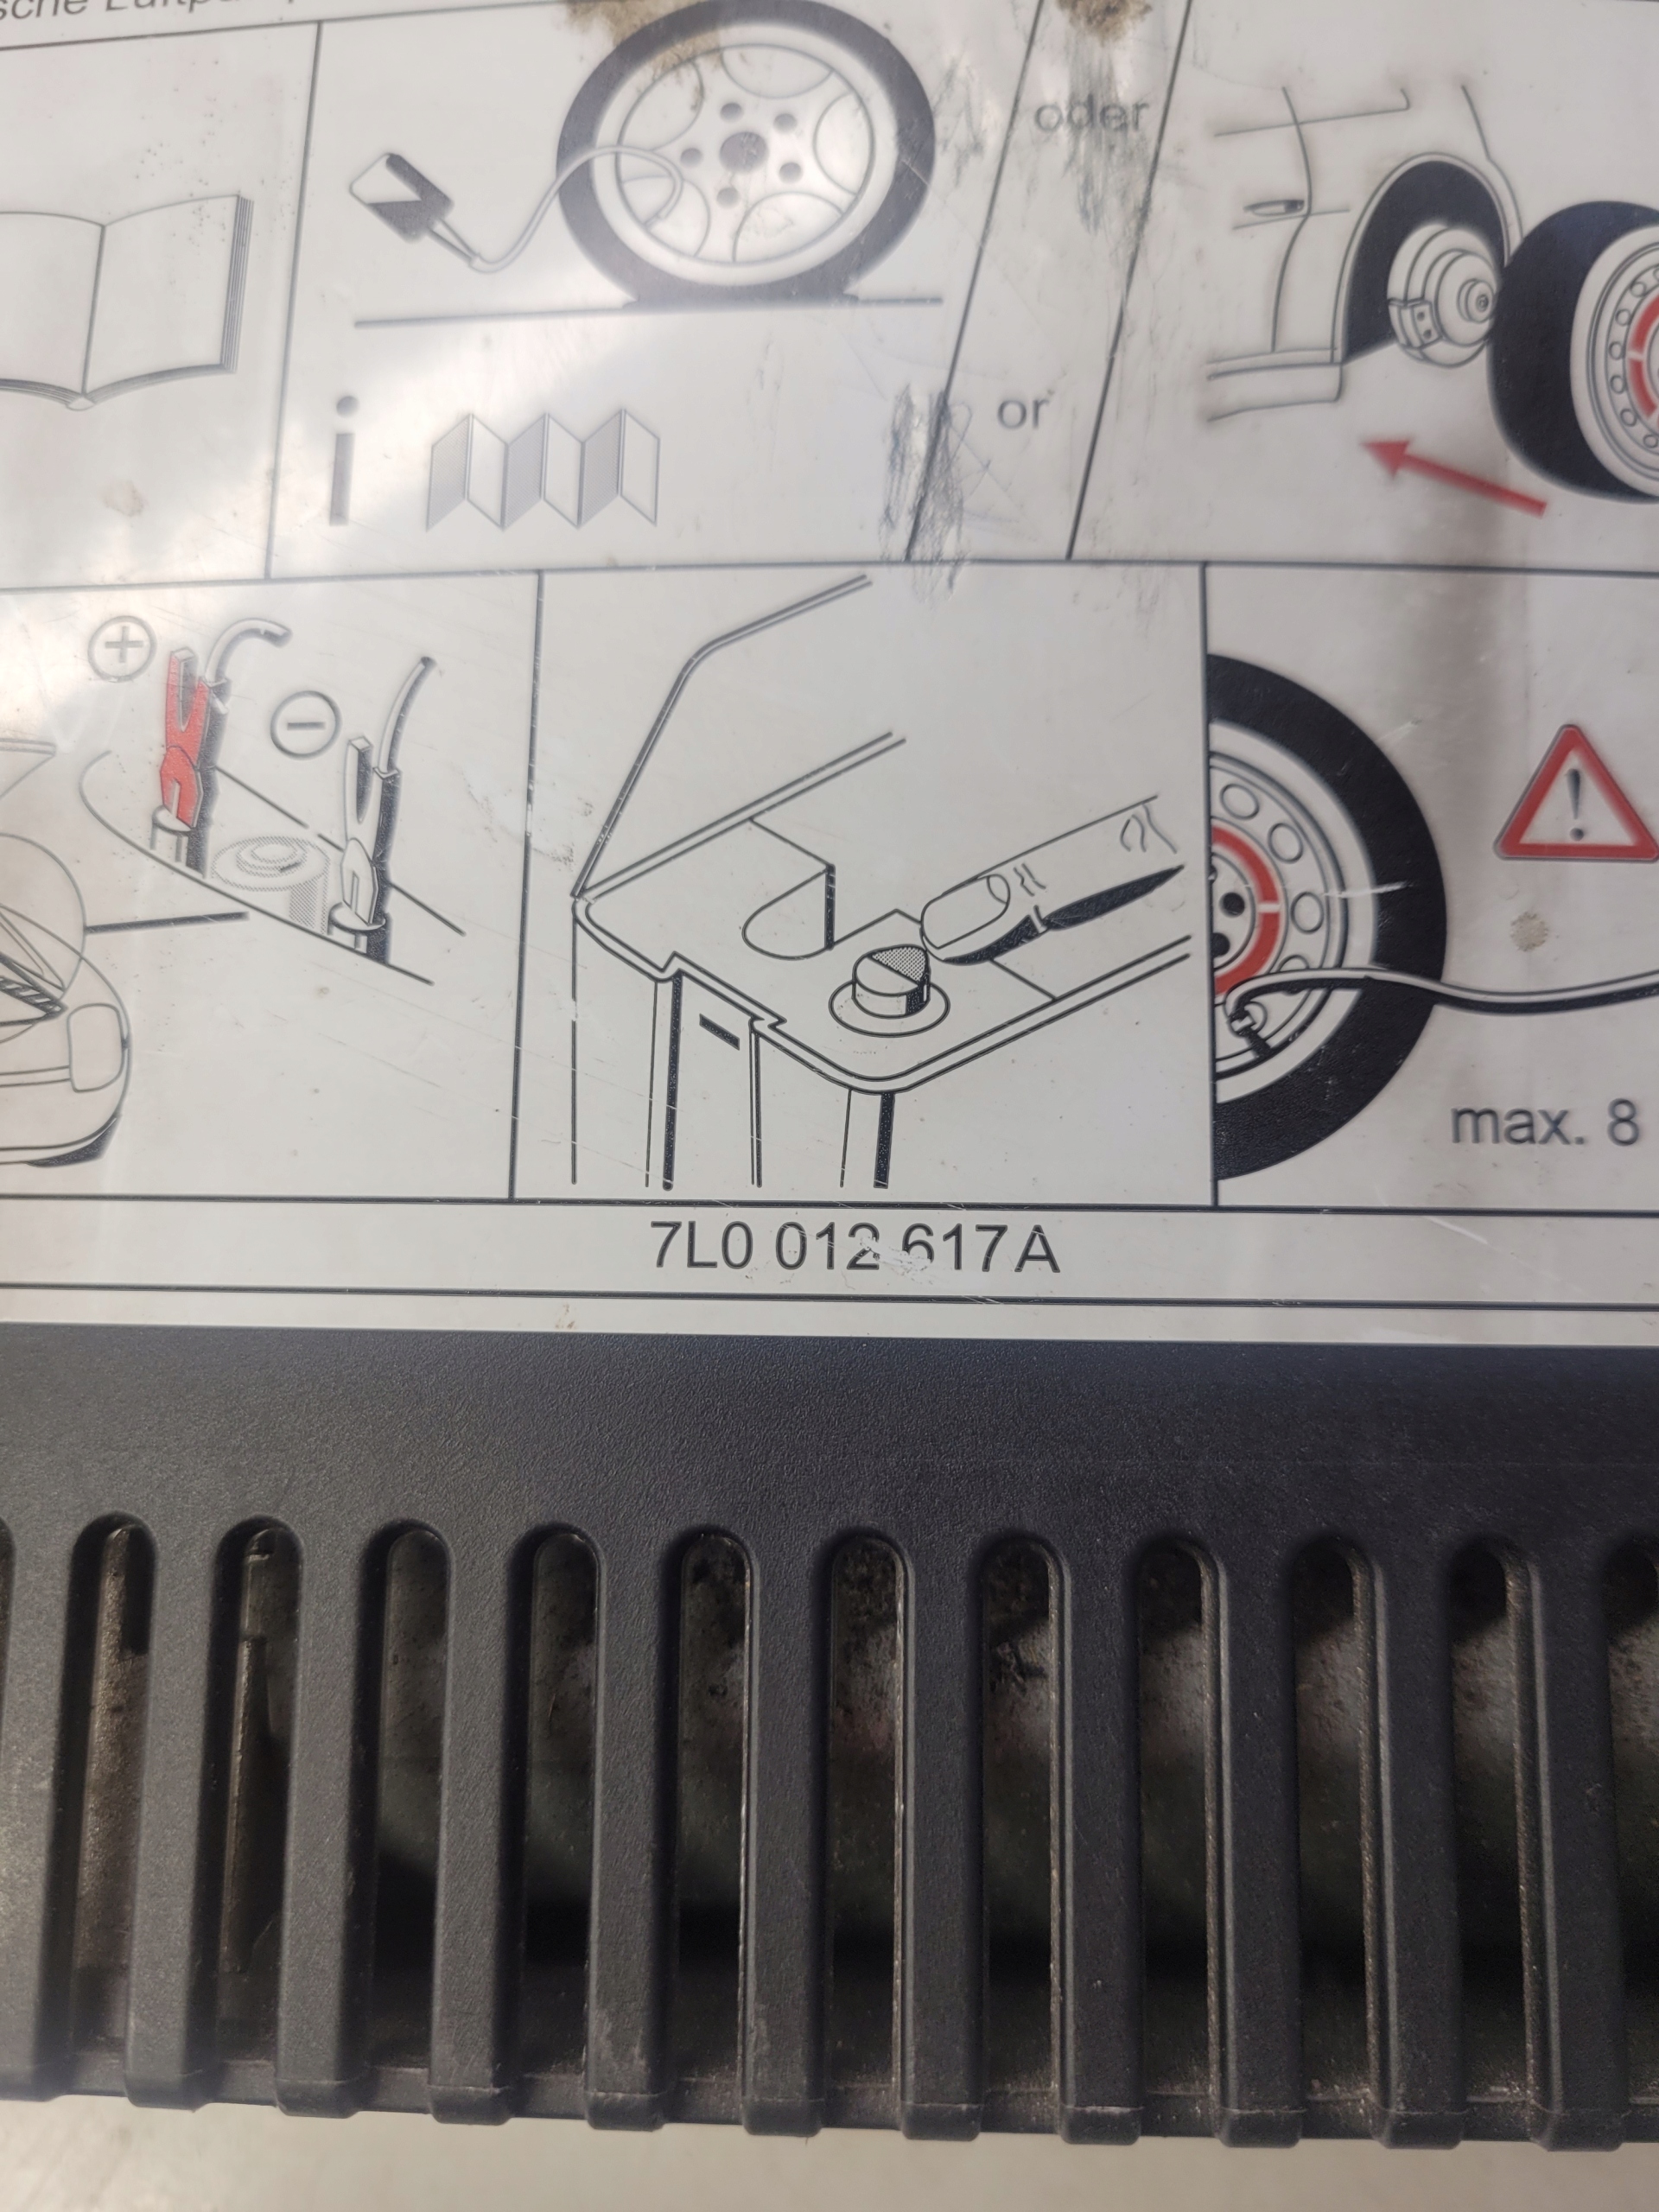 oder
i
or
+
-
!
max. 8
7L0 012 617A